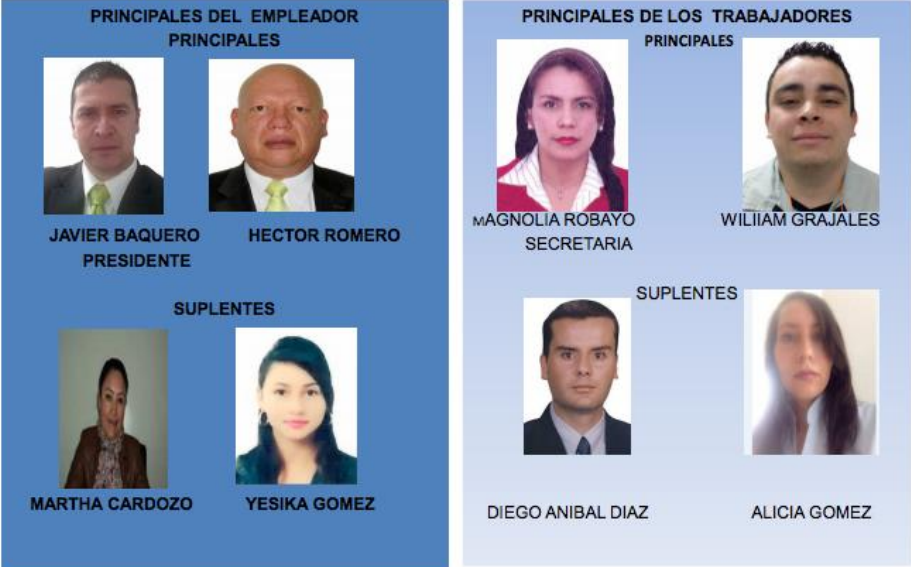 PRINCIPALES DEL EMPLEADOR
PRINCIPALES
JAVIER BAQUERO
PRESIDENTE
HECTOR ROMERO
SUPLENTES
MARTHA CARDOZO
YESIKA GOMEZ
PRINCIPALES DE LOS TRABAJADORES
PRINCIPALES
MAGNOLIA ROBAYO
SECRETARIA
WILIIAM GRAJALES
SUPLENTES
DIEGO ANIBAL DIAZ
ALICIA GOMEZ